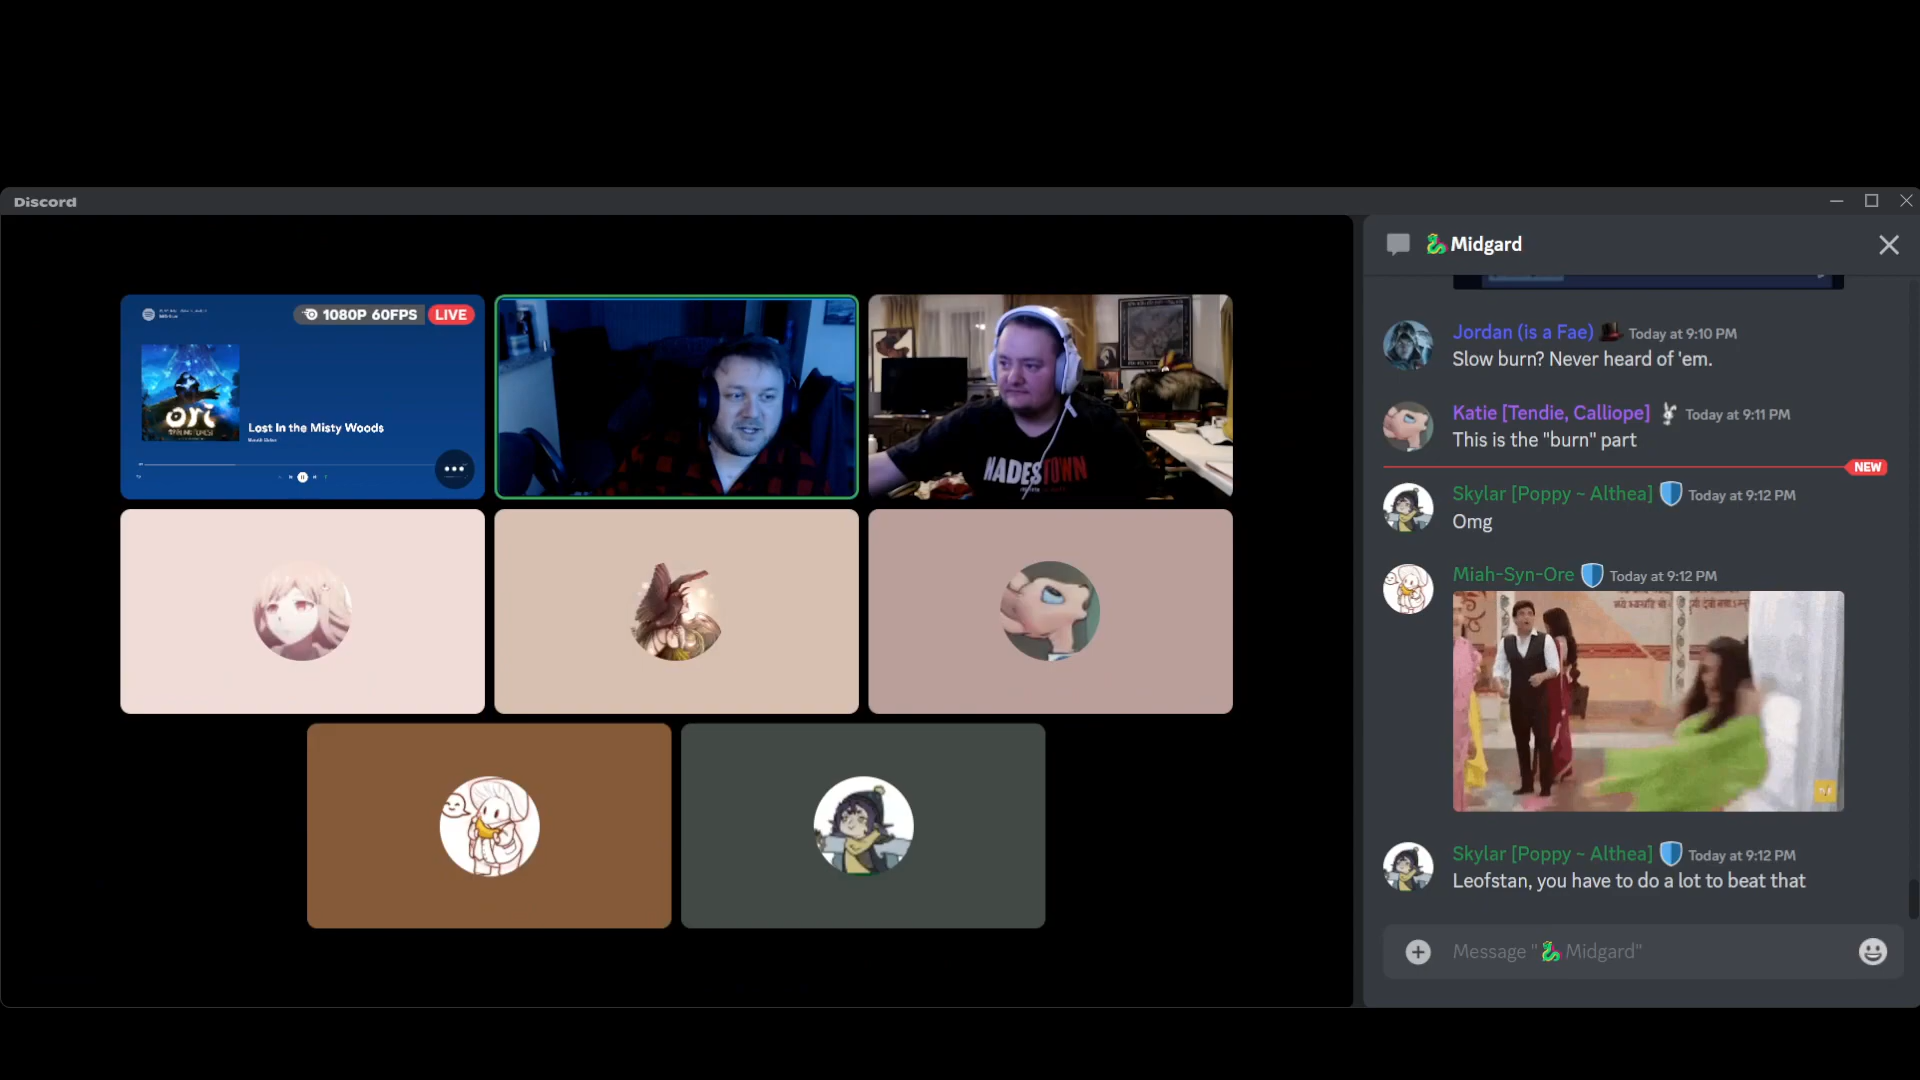 Discord
1080P 60FPS
LIVE
ori
Lost In the Misty Woods
HADESTOWN
Midgard
Jordan (is a Fae) Today at 9:10 PM
Slow burn? Never heard of 'em.
Katie [Tendie, Calliope] Today at 9:11 PM
This is the "burn" part
NEW
Skylar [Poppy ~ Althea] Today at 9:12 PM
Omg
Miah-Syn-Ore Today at 9:12 PM
Skylar [Poppy ~ Althea] Today at 9:12 PM
Leofstan, you have to do a lot to beat that
Message "🐉 Midgard"